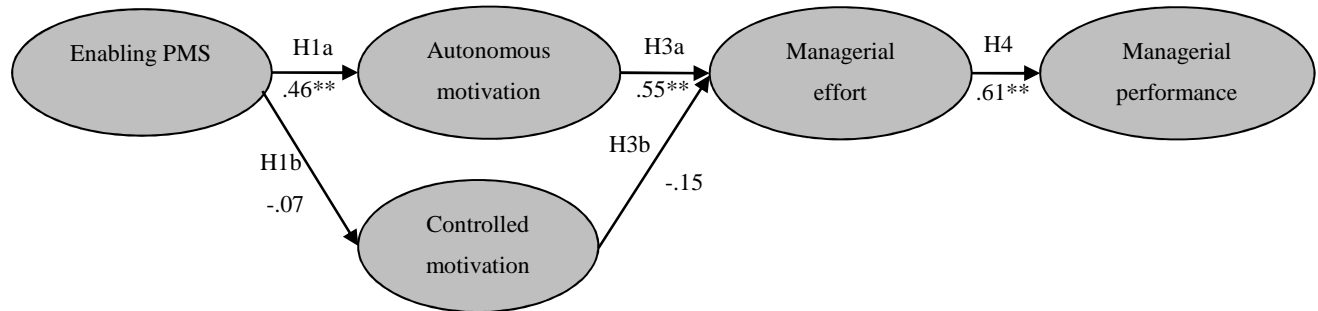 Enabling PMS
H1a
.46**
Autonomous
motivation
H3a
.55**
Managerial
effort
H4
.61**
Managerial
performance
H1b
-.07
H3b
-.15
Controlled
motivation